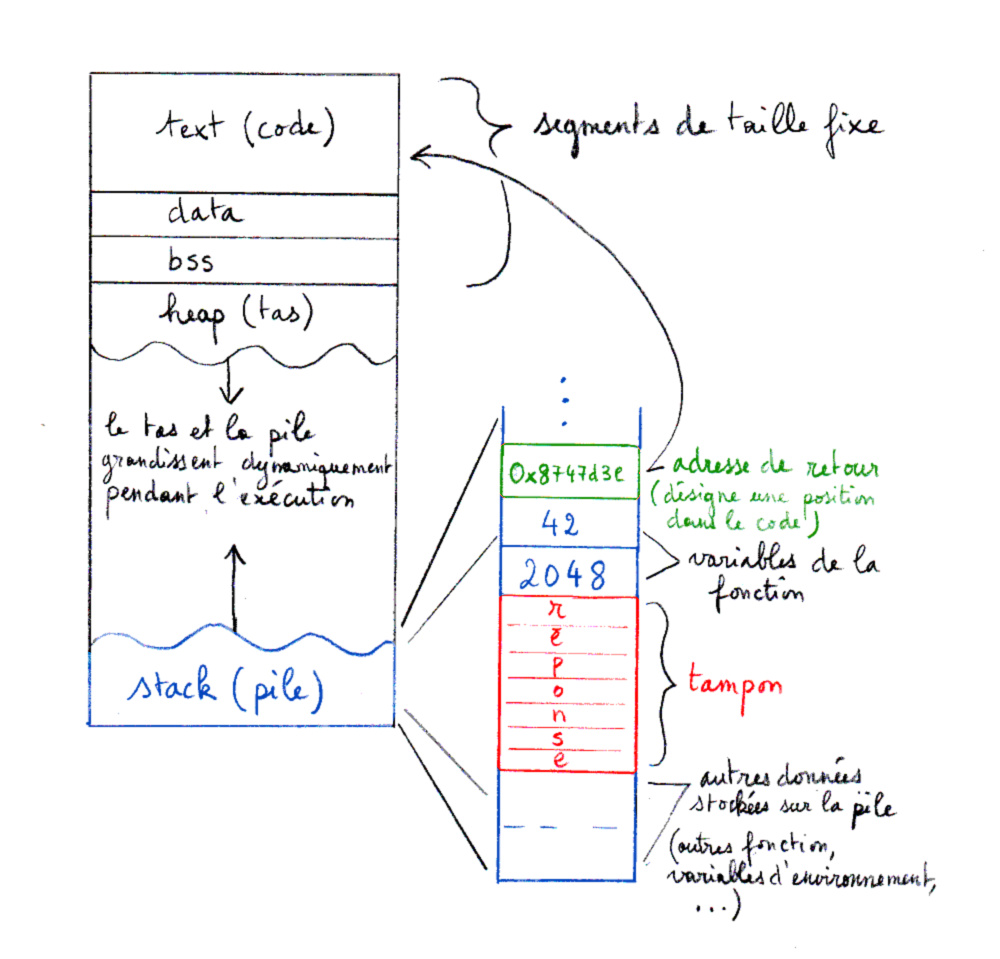 text (code)
segments de taille fixe
data
bss
heap (tas)
le tas et la pile
grandissent dynamiquement
pendant l'exécution
stack (pile)
0x8747d3e
42
2048
r
é
p
o
n
s
e
adresse de retour
(désigne une position
dans le code)
variables de la
fonction
tampon
autres données
stockées sur la pile
(autres fonction,
variables d'environnement,
...)